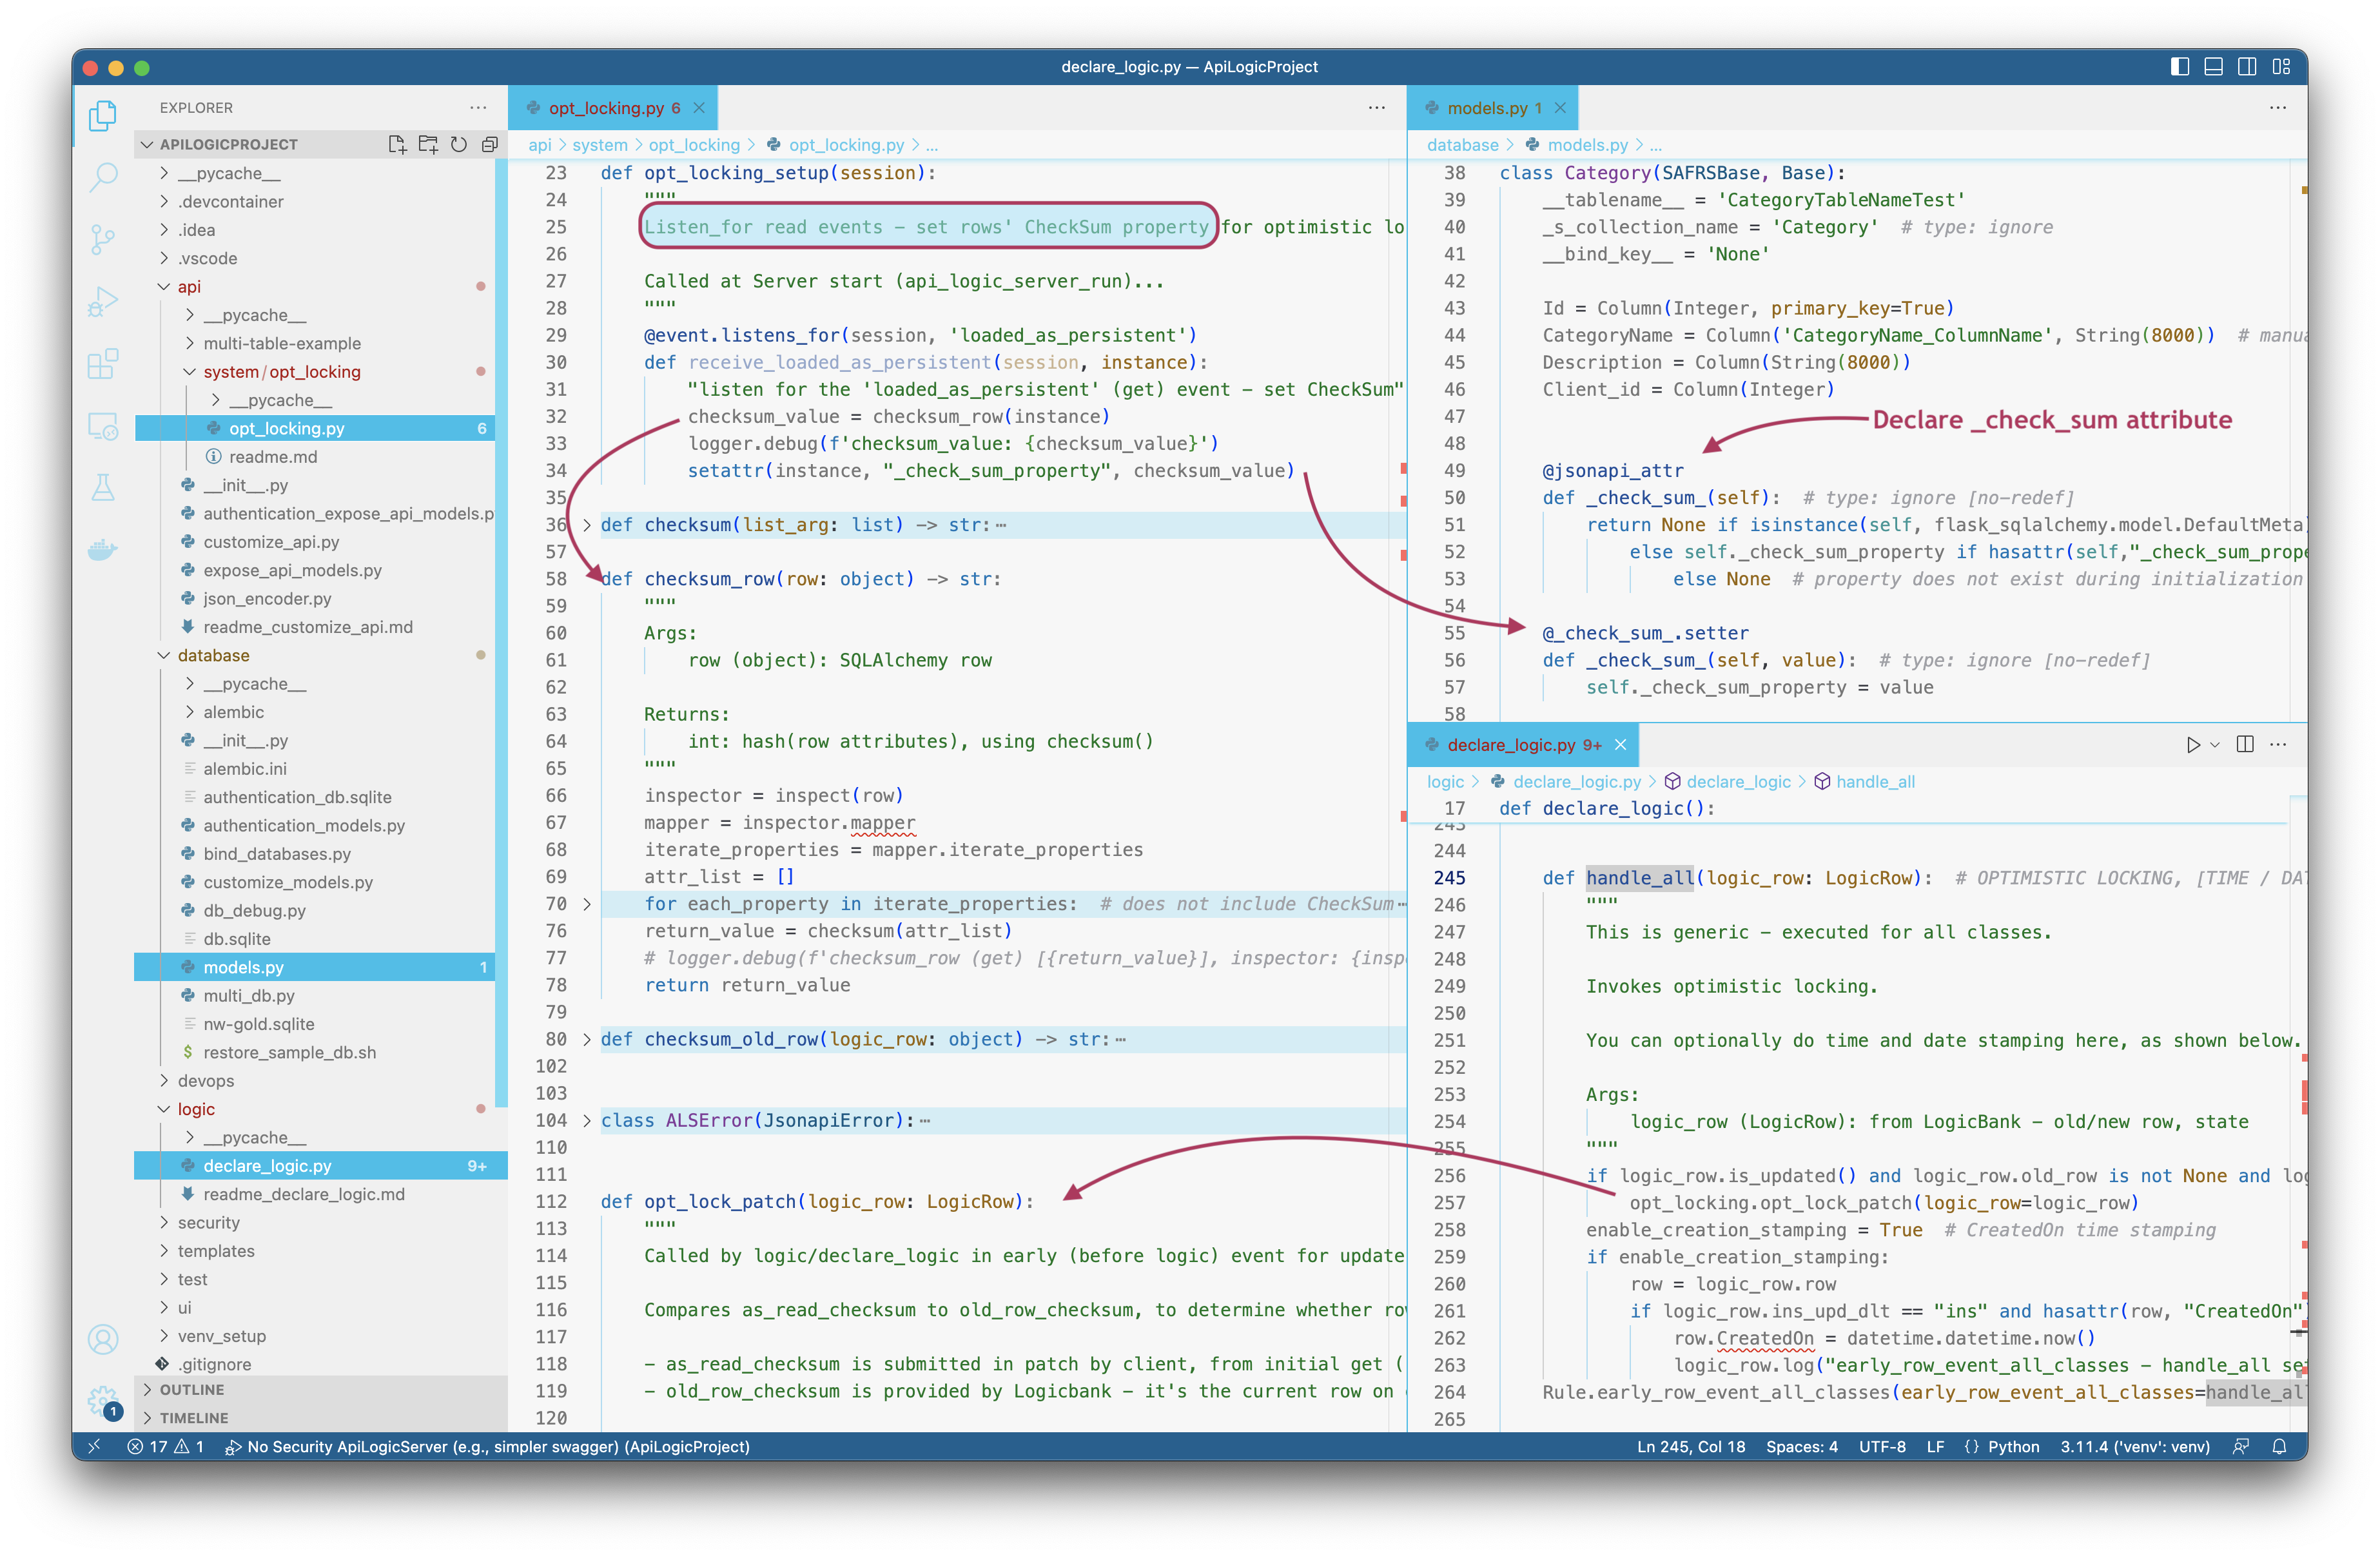 declare_logic.py — ApiLogicProject
EXPLORER
APILOGICPROJECT
__pycache__
.devcontainer
.idea
.vscode
api
__pycache__
multi-table-example
system/opt_locking
__pycache__
opt_locking.py 6
readme.md
__init__.py
authentication_expose_api_models.p
customize_api.py
expose_api_models.py
json_encoder.py
readme_customize_api.md
database
__pycache__
alembic
__init__.py
alembic.ini
authentication_db.sqlite
authentication_models.py
bind_databases.py
customize_models.py
db_debug.py
db.sqlite
models.py 1
multi_db.py
nw-gold.sqlite
restore_sample_db.sh
devops
logic
__pycache__
declare_logic.py 9+
readme_declare_logic.md
security
templates
test
ui
venv_setup
.gitignore
OUTLINE
TIMELINE
1
opt_locking.py 6
api > system > opt_locking > opt_locking.py > ...
23 def opt_locking_setup(session):
24 """
25 Listen_for read events – set rows' CheckSum property for optimistic lo
26
27 Called at Server start (api_logic_server_run)...
28 """
29 @event.listens_for(session, 'loaded_as_persistent')
30 def receive_loaded_as_persistent(session, instance):
31 "listen for the 'loaded_as_persistent' (get) event – set CheckSum"
32 checksum_value = checksum_row(instance)
33 logger.debug(f'checksum_value: {checksum_value}')
34 setattr(instance, "_check_sum_property", checksum_value)
35
36 def checksum(list_arg: list) -> str:⋯
57
58 def checksum_row(row: object) -> str:
59 """
60 Args:
61 row (object): SQLAlchemy row
62
63 Returns:
64 int: hash(row attributes), using checksum()
65 """
66 inspector = inspect(row)
67 mapper = inspector.mapper
68 iterate_properties = mapper.iterate_properties
69 attr_list = []
70 for each_property in iterate_properties: # does not include CheckSum⋯
76 return_value = checksum(attr_list)
77 # logger.debug(f'checksum_row (get) [{return_value}], inspector: {insp
78 return return_value
79
80 def checksum_old_row(logic_row: object) -> str:⋯
102
103
104 class ALSError(JsonapiError):⋯
110
111
112 def opt_lock_patch(logic_row: LogicRow):
113 """
114 Called by logic/declare_logic in early (before logic) event for update
115
116 Compares as_read_checksum to old_row_checksum, to determine whether ro
117
118 – as_read_checksum is submitted in patch by client, from initial get (
119 – old_row_checksum is provided by Logicbank – it's the current row on
120
models.py 1
database > models.py > ...
38 class Category(SAFRSBase, Base):
39 __tablename__ = 'CategoryTableNameTest'
40 _s_collection_name = 'Category' # type: ignore
41 __bind_key__ = 'None'
42
43 Id = Column(Integer, primary_key=True)
44 CategoryName = Column('CategoryName_ColumnName', String(8000)) # manu
45 Description = Column(String(8000))
46 Client_id = Column(Integer)
47
Declare _check_sum attribute
48
49 @jsonapi_attr
50 def _check_sum_(self): # type: ignore [no-redef]
51 return None if isinstance(self, flask_sqlalchemy.model.DefaultMeta)
52 else self._check_sum_property if hasattr(self,"_check_sum_prope
53 else None # property does not exist during initialization
54
55 @_check_sum_.setter
56 def _check_sum_(self, value): # type: ignore [no-redef]
57 self._check_sum_property = value
58
declare_logic.py 9+
logic > declare_logic.py > declare_logic > handle_all
17 def declare_logic():
243
244
245 def handle_all(logic_row: LogicRow): # OPTIMISTIC LOCKING, [TIME / DA
246 """
247 This is generic – executed for all classes.
248
249 Invokes optimistic locking.
250
251 You can optionally do time and date stamping here, as shown below.
252
253 Args:
254 logic_row (LogicRow): from LogicBank – old/new row, state
255 """
256 if logic_row.is_updated() and logic_row.old_row is not None and log
257 opt_locking.opt_lock_patch(logic_row=logic_row)
258 enable_creation_stamping = True # CreatedOn time stamping
259 if enable_creation_stamping:
260 row = logic_row.row
261 if logic_row.ins_upd_dlt == "ins" and hasattr(row, "CreatedOn")
262 row.CreatedOn = datetime.datetime.now()
263 logic_row.log("early_row_event_all_classes – handle_all se
264 Rule.early_row_event_all_classes(early_row_event_all_classes=handle_all
265
17 1 No Security ApiLogicServer (e.g., simpler swagger) (ApiLogicProject)
Ln 245, Col 18 Spaces: 4 UTF-8 LF {} Python 3.11.4 ('venv': venv)